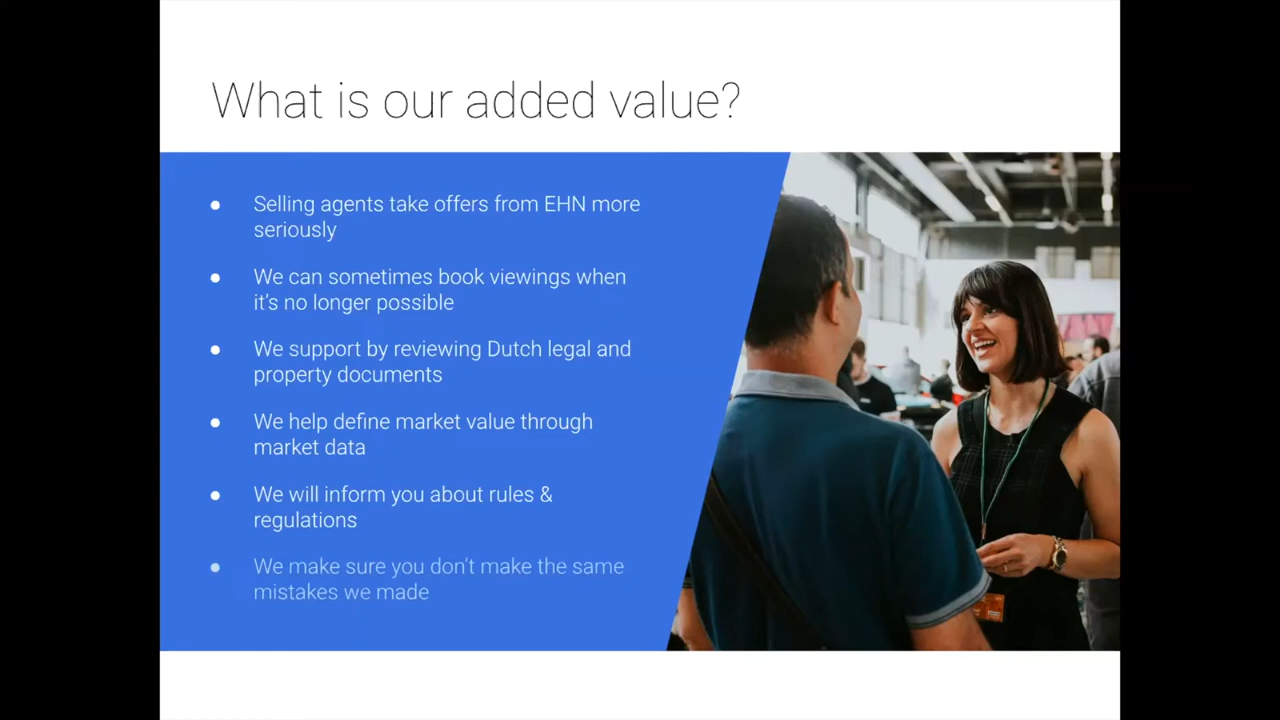 What is our added value?
● Selling agents take offers from EHN more
seriously
● We can sometimes book viewings when
it's no longer possible
● We support by reviewing Dutch legal and
property documents
● We help define market value through
market data
● We will inform you about rules &
regulations
● We make sure you don't make the same
mistakes we made